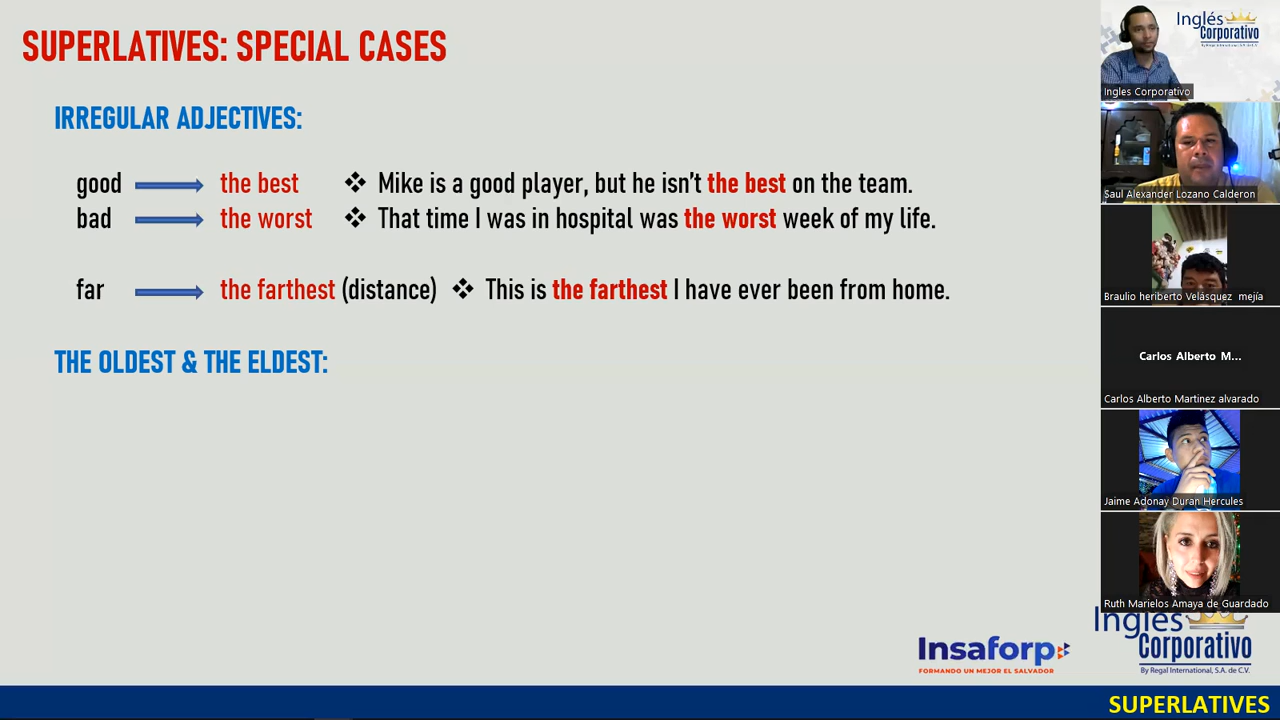 SUPERLATIVES: SPECIAL CASES
IRREGULAR ADJECTIVES:
good the best ❖ Mike is a good player, but he isn't the best on the team.
bad the worst ❖ That time I was in hospital was the worst week of my life.
far the farthest (distance) ❖ This is the farthest I have ever been from home.
THE OLDEST & THE ELDEST:
Inglés
Corporativo
By Regal International, S.A. de C.V.
Ingles Corporativo
Saul Alexander Lozano Calderon
Braulio heriberto Velásquez mejía
Carlos Alberto M...
Carlos Alberto Martinez alvarado
Jaime Adonay Duran Hercules
Ruth Marielos Amaya de Guardado
Insaforp
FORMANDO UN MEJOR EL SALVADOR
Inglés
Corporativo
By Regal International, S.A. de C.V.
SUPERLATIVES